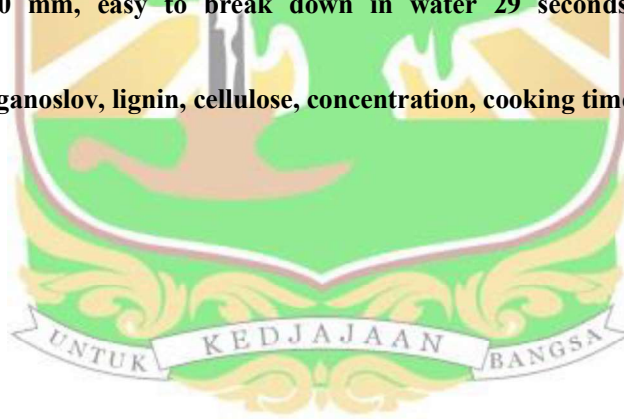 0 mm, easy to break down in water 29 seconds
ganoslov, lignin, cellulose, concentration, cooking time
UNTUK KEDJAJAAN BANGSA